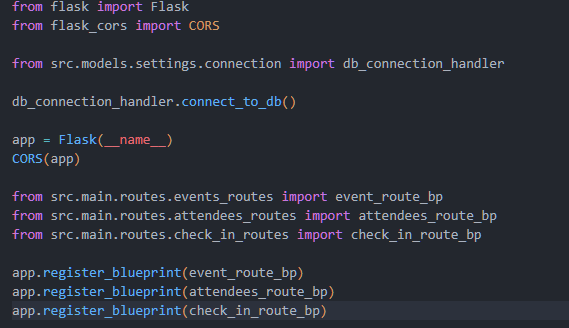 from flask import Flask
from flask_cors import CORS
from src.models.settings.connection import db_connection_handler
db_connection_handler.connect_to_db()
app = Flask(__name__)
CORS(app)
from src.main.routes.events_routes import event_route_bp
from src.main.routes.attendees_routes import attendees_route_bp
from src.main.routes.check_in_routes import check_in_route_bp
app.register_blueprint(event_route_bp)
app.register_blueprint(attendees_route_bp)
app.register_blueprint(check_in_route_bp)